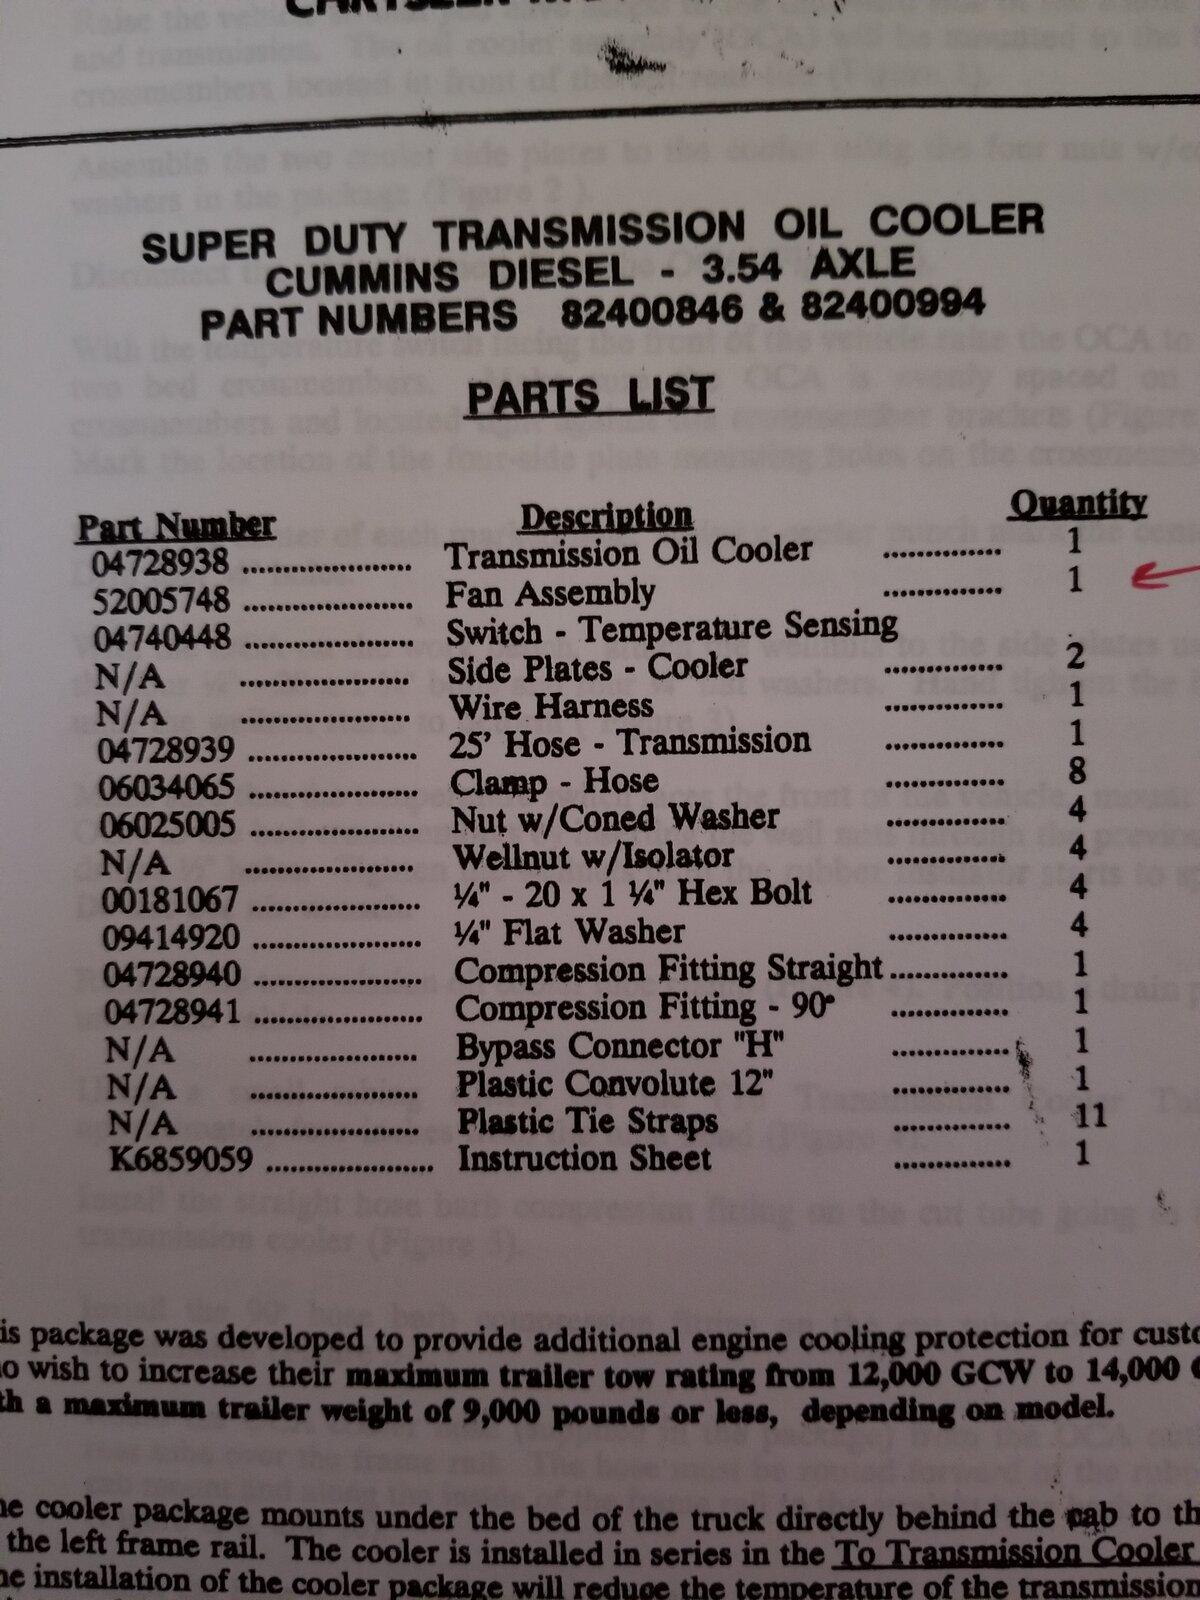 SUPER DUTY TRANSMISSION OIL COOLER
CUMMINS DIESEL - 3.54 AXLE
PART NUMBERS 82400846 & 82400994
PARTS LIST
Part Number Description Quantity
04728938 .................... Transmission Oil Cooler .............. 1
52005748 .................... Fan Assembly .............. 1
04740448 .................... Switch - Temperature Sensing
N/A .................... Side Plates - Cooler .............. 2
N/A .................... Wire Harness .............. 1
04728939 .................... 25' Hose - Transmission .............. 1
06034065 .................... Clamp - Hose .............. 8
06025005 .................... Nut w/Coned Washer .............. 4
N/A .................... Wellnut w/Isolator .............. 4
00181067 .................... ¼" - 20 x 1 ¼" Hex Bolt .............. 4
09414920 .................... ¼" Flat Washer .............. 4
04728940 .................... Compression Fitting Straight .............. 1
04728941 .................... Compression Fitting - 90° .............. 1
N/A .................... Bypass Connector "H" .............. 1
N/A .................... Plastic Convolute 12" .............. 1
N/A .................... Plastic Tie Straps .............. 11
K6859059 .................... Instruction Sheet .............. 1
is package was developed to provide additional engine cooling protection for custo
o wish to increase their maximum trailer tow rating from 12,000 GCW to 14,000
th a maximum trailer weight of 9,000 pounds or less, depending on model.
e cooler package mounts under the bed of the truck directly behind the cab to th
the left frame rail. The cooler is installed in series in the To Transmission Cooler
e installation of the cooler package will reduce the temperature of the transmission